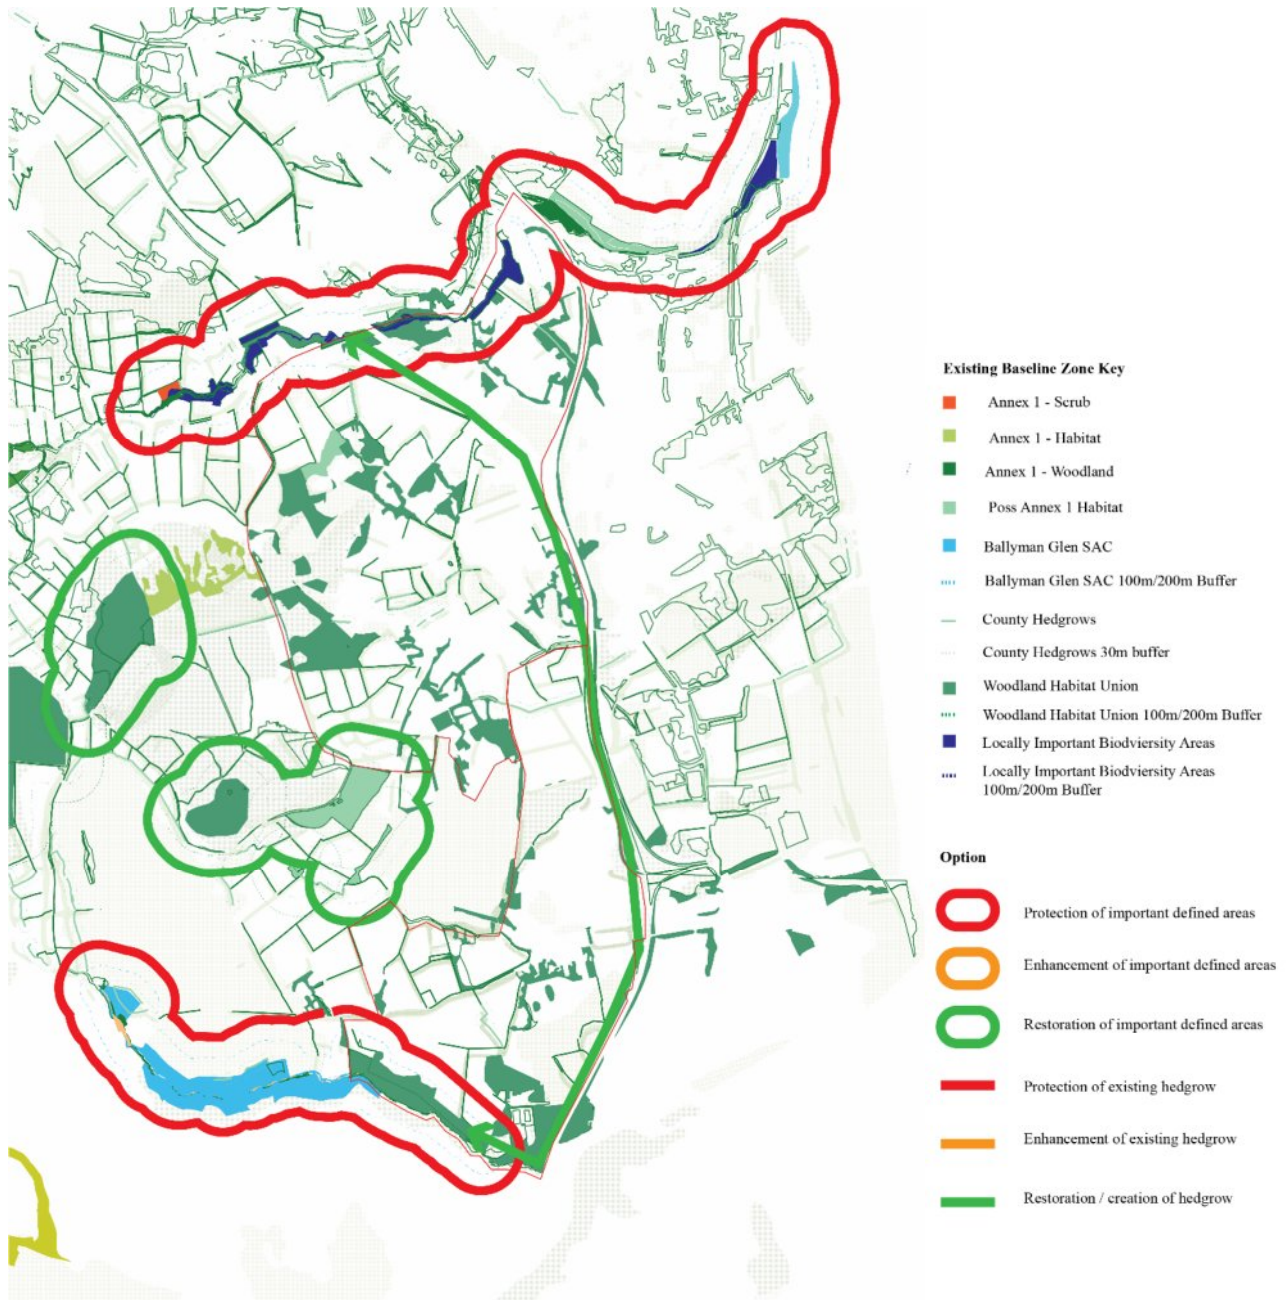 Existing Baseline Zone Key
Annex 1 - Scrub
Annex 1 - Habitat
Annex 1 - Woodland
Poss Annex 1 Habitat
Ballyman Glen SAC
Ballyman Glen SAC 100m/200m Buffer
County Hedgrows
County Hedgrows 30m buffer
Woodland Habitat Union
Woodland Habitat Union 100m/200m Buffer
Locally Important Biodviersity Areas
Locally Important Biodviersity Areas
100m/200m Buffer
Option
Protection of important defined areas
Enhancement of important defined areas
Restoration of important defined areas
Protection of existing hedgrow
Enhancement of existing hedgrow
Restoration / creation of hedgrow